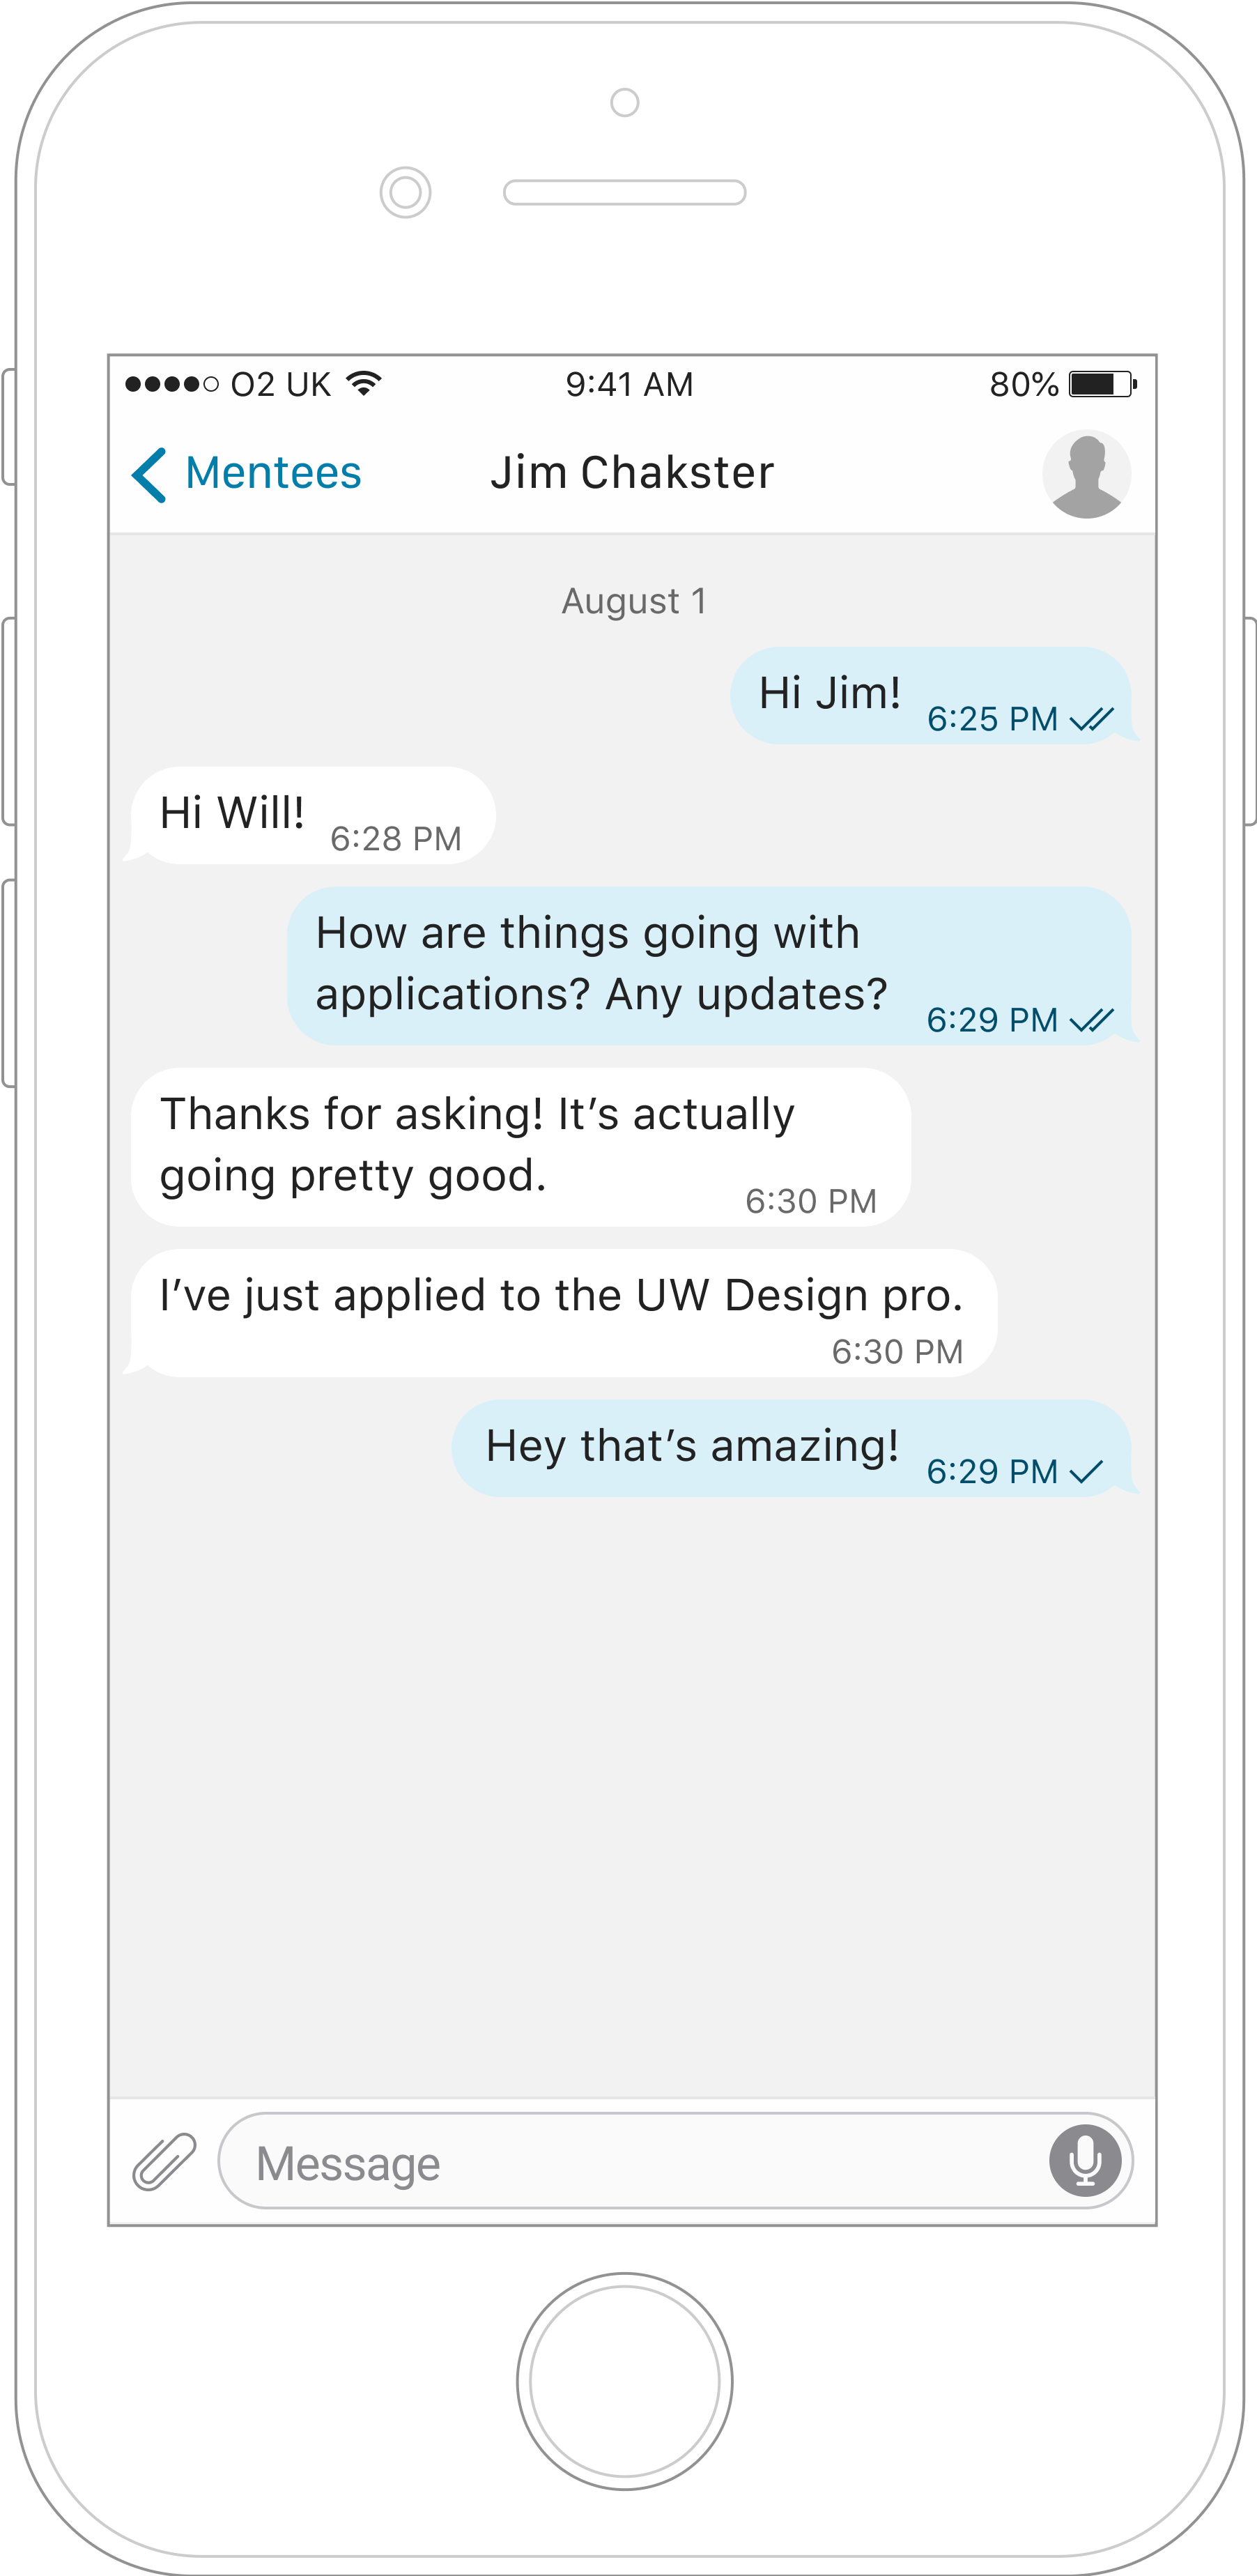 O2 UK 9:41 AM 80%
Mentees Jim Chakster
August 1
Hi Jim! 6:25 PM
Hi Will! 6:28 PM
How are things going with
applications? Any updates? 6:29 PM
Thanks for asking! It’s actually
going pretty good. 6:30 PM
I’ve just applied to the UW Design pro.
6:30 PM
Hey that’s amazing! 6:29 PM
Message